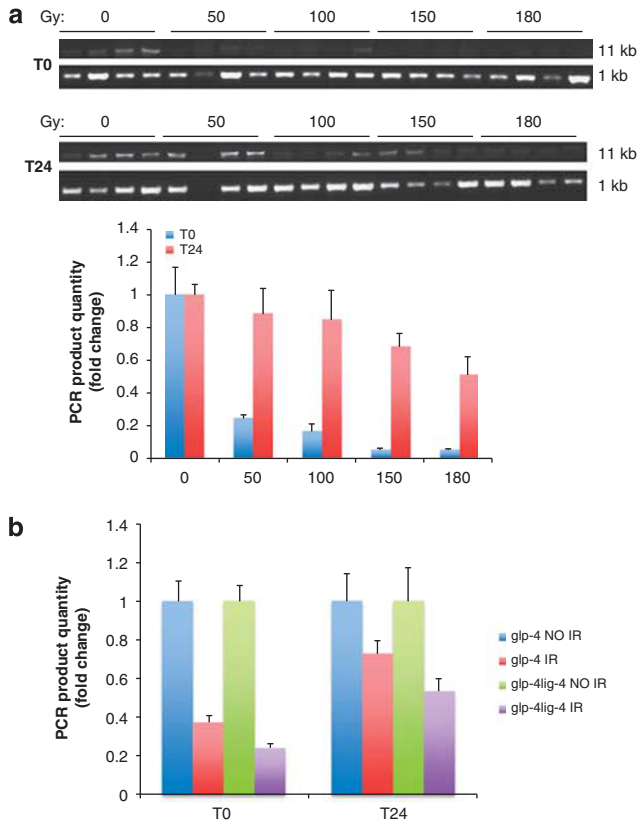 a
Gy: 0 50 100 150 180
11 kb
T0
1 kb
Gy: 0 50 100 150 180
11 kb
T24
1 kb
PCR product quantity
(fold change)
1.4
1.2
1
0.8
0.6
0.4
0.2
0
T0
T24
0 50 100 150 180
b
PCR product quantity
(fold change)
1.4
1.2
1
0.8
0.6
0.4
0.2
0
T0 T24
glp-4 NO IR
glp-4 IR
glp-4lig-4 NO IR
glp-4lig-4 IR